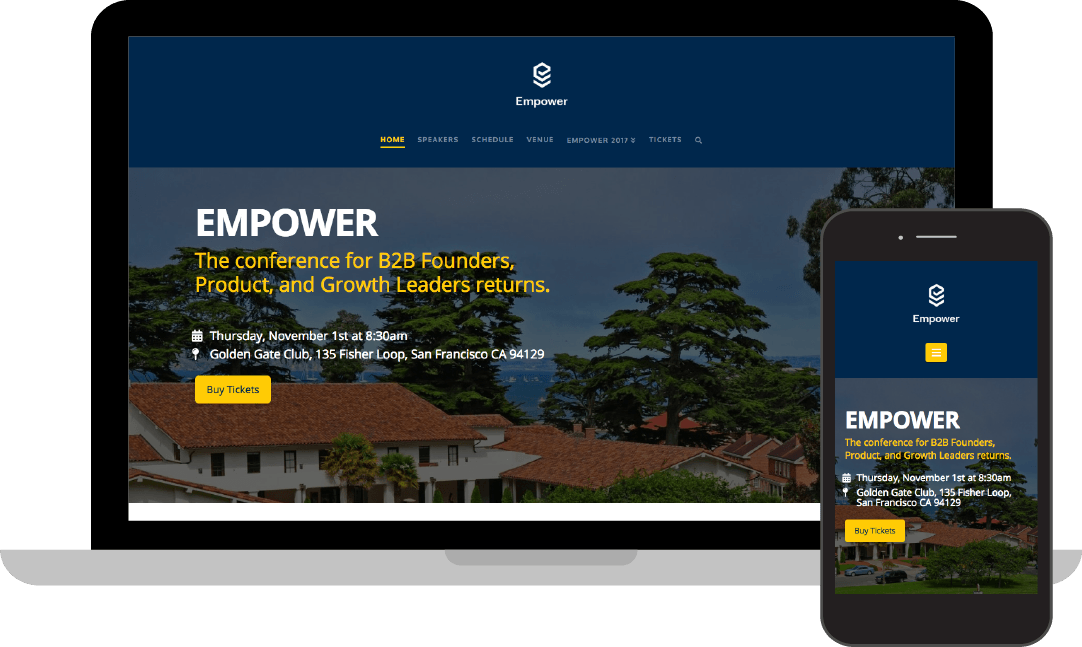 Empower
HOME SPEAKERS SCHEDULE VENUE EMPOWER 2017 TICKETS
EMPOWER
The conference for B2B Founders,
Product, and Growth Leaders returns.
Thursday, November 1st at 8:30am
Golden Gate Club, 135 Fisher Loop, San Francisco CA 94129
Buy Tickets
Empower
EMPOWER
The conference for B2B Founders,
Product, and Growth Leaders returns.
Thursday, November 1st at 8:30am
Golden Gate Club, 135 Fisher Loop,
San Francisco CA 94129
Buy Tickets